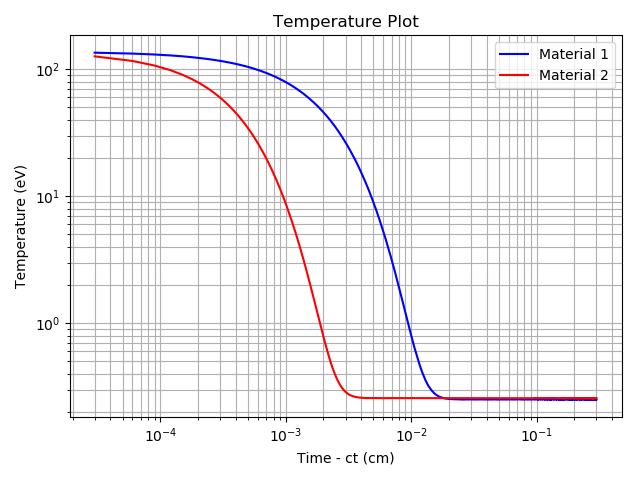 Temperature Plot
Material 1
Material 2
Temperature (eV)
10²
10¹
10⁰
10⁻⁴
10⁻³
10⁻²
10⁻¹
Time - ct (cm)